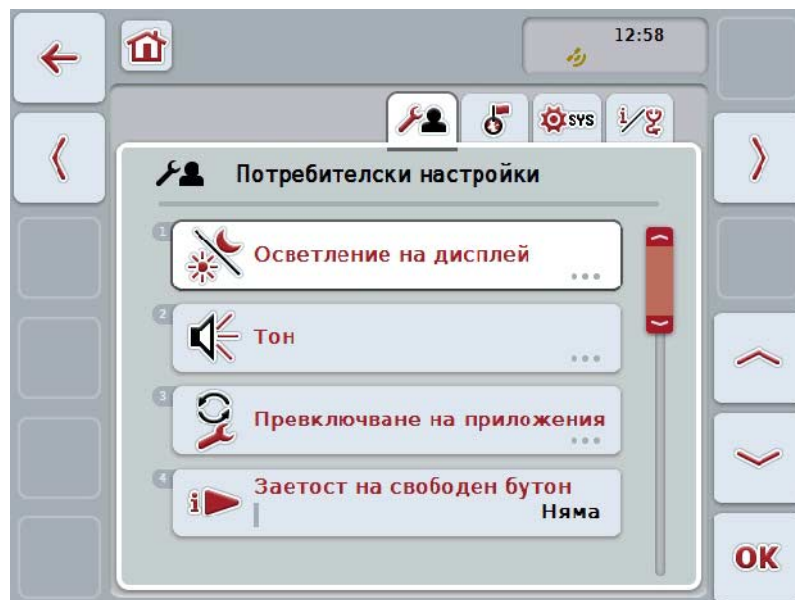 12:58
SYS
i/
Потребителски настройки
1
Осветление на дисплей
...
2
Тон
...
3
Превключване на приложения
...
4
i
Заетост на свободен бутон
Няма
OK